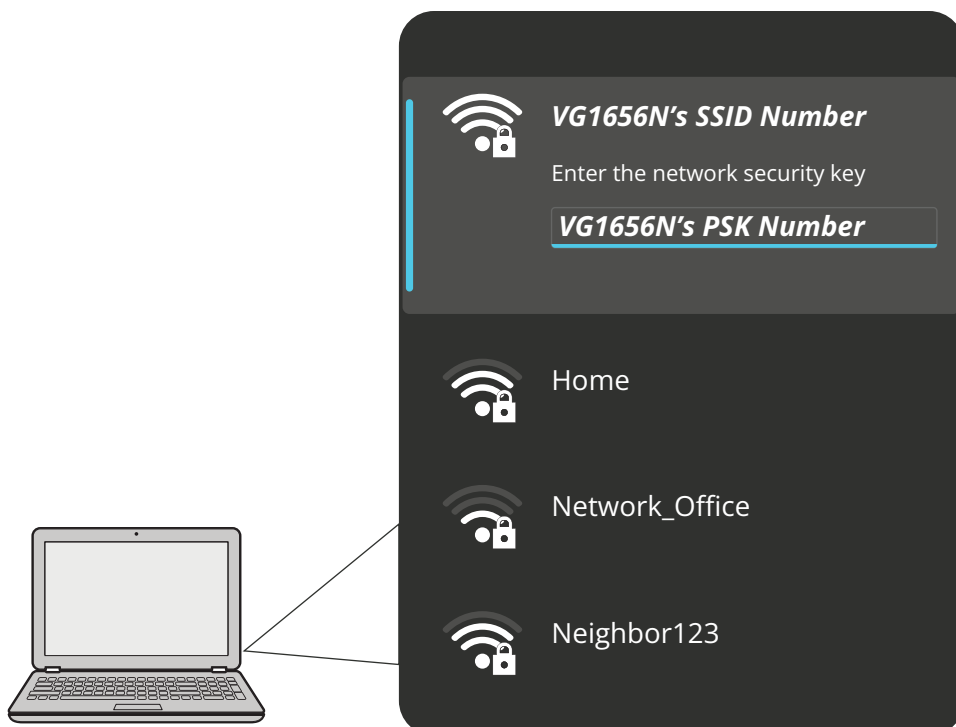 VG1656N’s SSID Number
Enter the network security key
VG1656N’s PSK Number
Home
Network_Office
Neighbor123